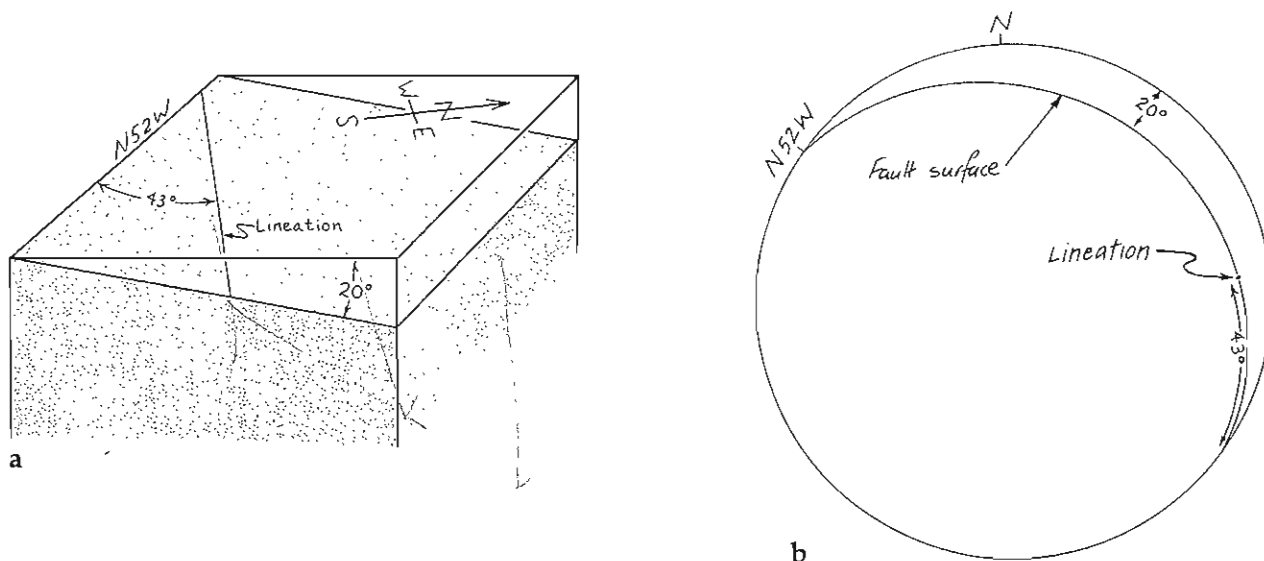 N52W
W
S
N
E
43°
Lineation
20°
a
N
N52W
20°
Fault surface
Lineation
43°
b